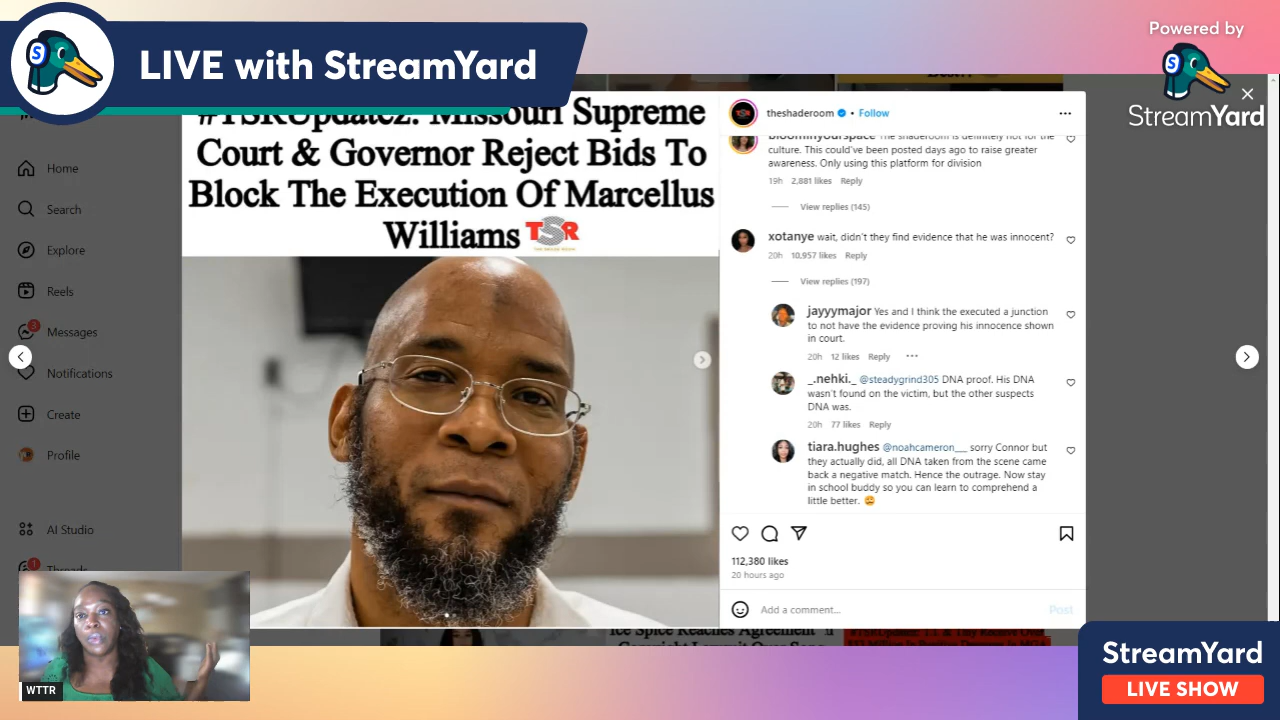 LIVE with StreamYard
Powered by
StreamYard
#TSRUpdatez: Missouri Supreme
Court & Governor Reject Bids To
Block The Execution Of Marcellus
Williams TSR
Home
Search
Explore
Reels
3
Messages
Notifications
Create
Profile
AI Studio
1
Threads
theshaderoom • Follow
bloominyourspace The shaderoom is definitely not for the
culture. This could've been posted days ago to raise greater
awareness. Only using this platform for division
19h 2,881 likes Reply
View replies (145)
xotanye wait, didn't they find evidence that he was innocent?
20h 10,957 likes Reply
View replies (197)
jayyymajor Yes and I think the executed a junction
to not have the evidence proving his innocence shown
in court.
20h 12 likes Reply
_.nehki._ @steadygrind305 DNA proof. His DNA
wasn't found on the victim, but the other suspects
DNA was.
20h 77 likes Reply
tiara.hughes @noahcameron___ sorry Connor but
they actually did, all DNA taken from the scene came
back a negative match. Hence the outrage. Now stay
in school buddy so you can learn to comprehend a
little better. 😩
112,380 likes
20 hours ago
Add a comment...
Post
WTTR
Ice Spice Reaches Agreement
StreamYard
LIVE SHOW